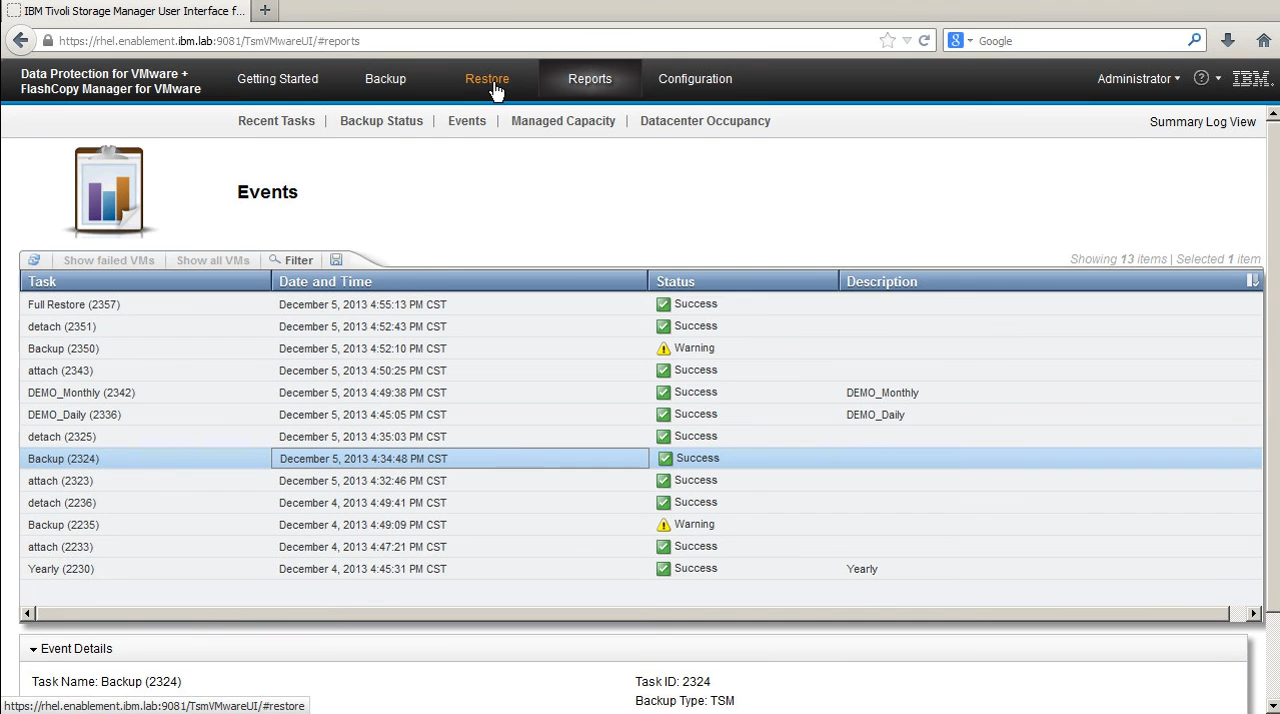 IBM Tivoli Storage Manager User Interface f...
https://rhel.enablement.ibm.lab:9081/TsmVMwareUI/#reports
Google
Data Protection for VMware +
FlashCopy Manager for VMware
Getting Started Backup Restore Reports Configuration Administrator ? IBM.
Recent Tasks | Backup Status | Events | Managed Capacity | Datacenter Occupancy Summary Log View
Events
Show failed VMs Show all VMs Filter Showing 13 items | Selected 1 item
Task Date and Time Status Description
Full Restore (2357) December 5, 2013 4:55:13 PM CST Success
detach (2351) December 5, 2013 4:52:43 PM CST Success
Backup (2350) December 5, 2013 4:52:10 PM CST Warning
attach (2343) December 5, 2013 4:50:25 PM CST Success
DEMO_Monthly (2342) December 5, 2013 4:49:38 PM CST Success DEMO_Monthly
DEMO_Daily (2336) December 5, 2013 4:45:05 PM CST Success DEMO_Daily
detach (2325) December 5, 2013 4:35:03 PM CST Success
Backup (2324) December 5, 2013 4:34:48 PM CST Success
attach (2323) December 5, 2013 4:32:46 PM CST Success
detach (2236) December 4, 2013 4:49:41 PM CST Success
Backup (2235) December 4, 2013 4:49:09 PM CST Warning
attach (2233) December 4, 2013 4:47:21 PM CST Success
Yearly (2230) December 4, 2013 4:45:31 PM CST Success Yearly
Event Details
Task Name: Backup (2324) Task ID: 2324
Backup Type: TSM
https://rhel.enablement.ibm.lab:9081/TsmVMwareUI/#restore